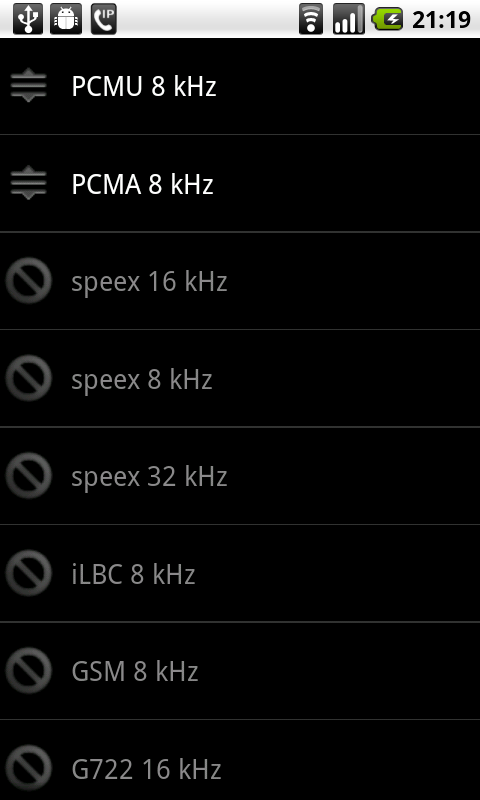 IP 21:19
PCMU 8 kHz
PCMA 8 kHz
speex 16 kHz
speex 8 kHz
speex 32 kHz
iLBC 8 kHz
GSM 8 kHz
G722 16 kHz